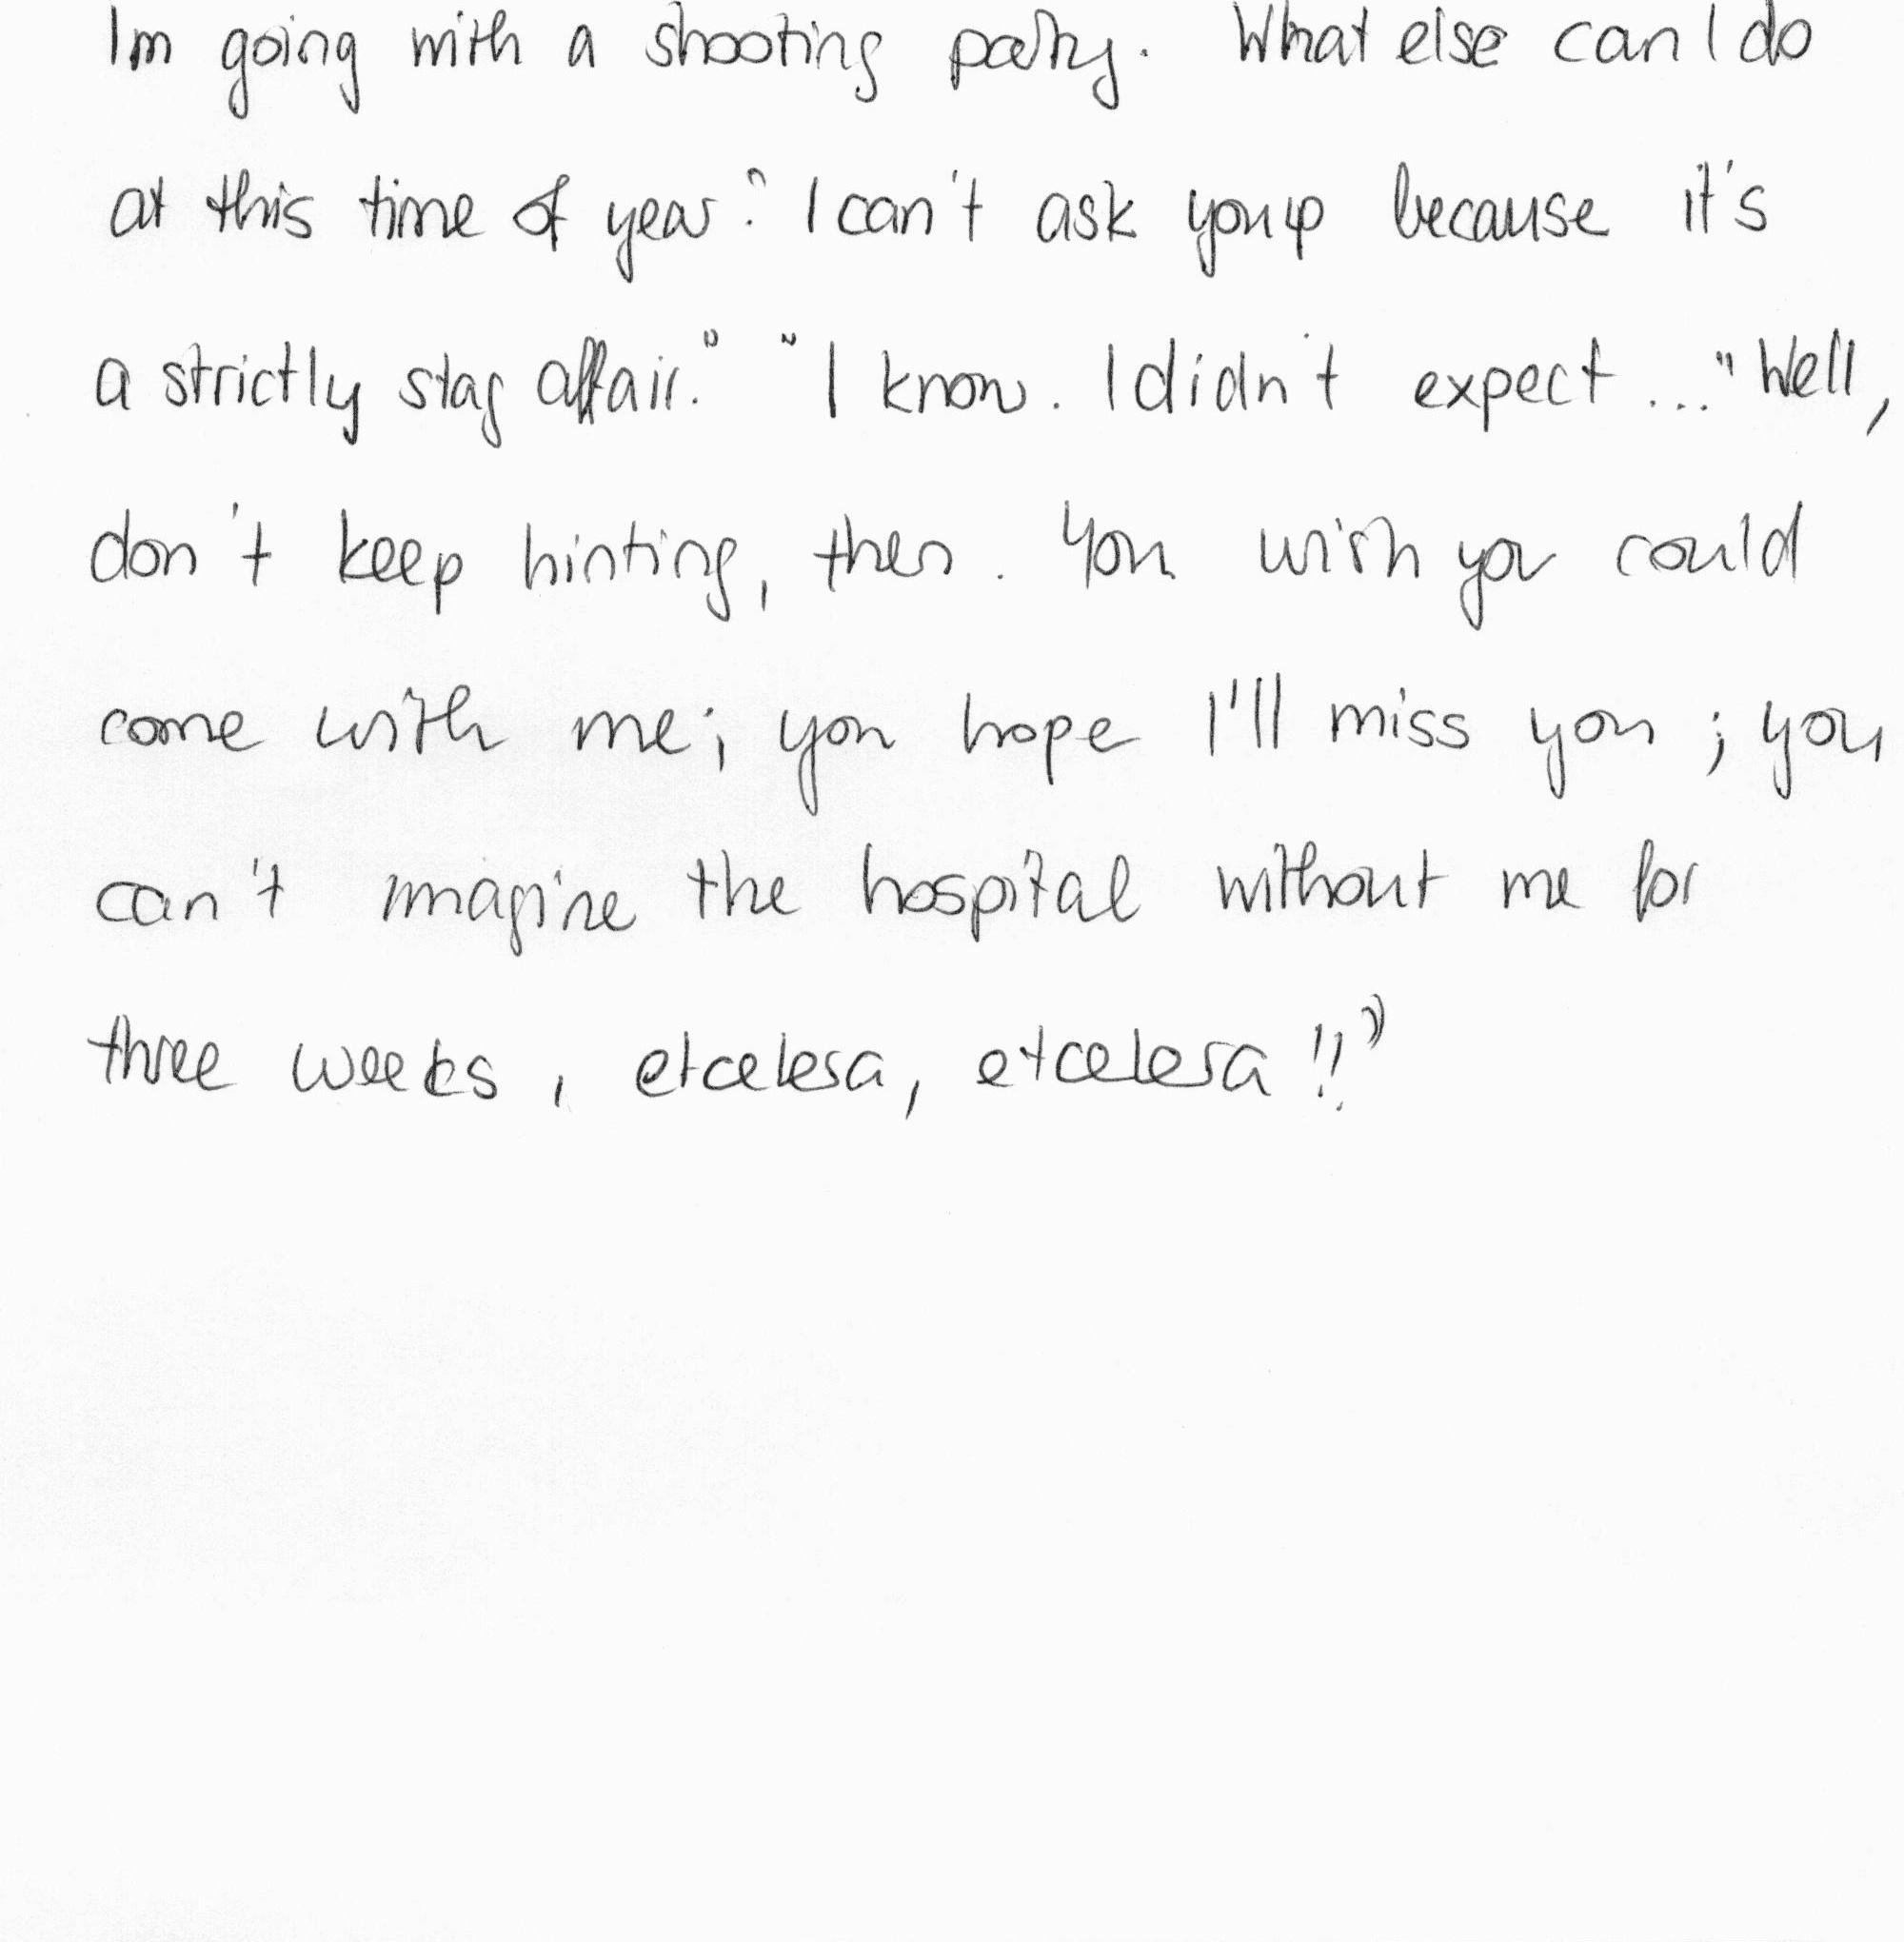 Im going with a shooting party. What else can I do
at this time of year? I can't ask you up because it's
a strictly stag affair." "I know. I didn't expect ... "Well,
don't keep hinting, then. You wish you could
come with me; you hope I'll miss you; you
can't imagine the hospital without me for
three weeks, etcetera, etcetera!!"